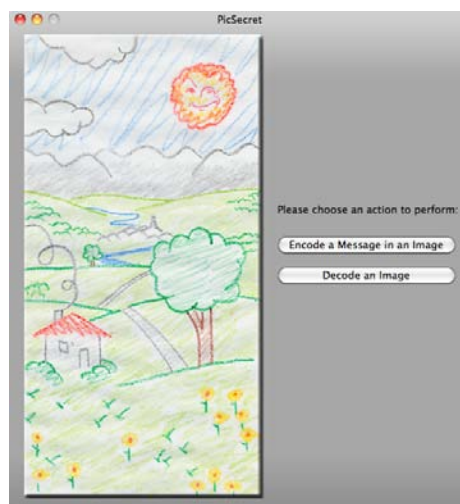 PicSecret
Please choose an action to perform:
Encode a Message in an Image
Decode an Image